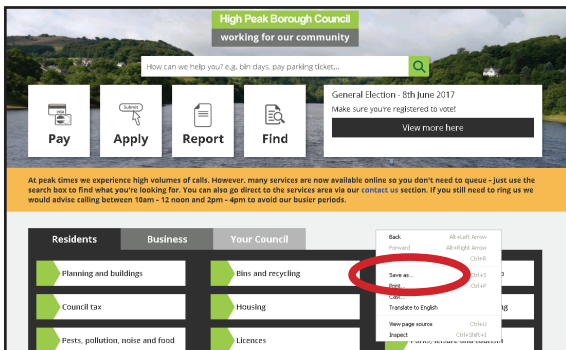 High Peak Borough Council
working for our community
How can we help you? e.g. bin days, pay parking ticket...
General Election - 8th June 2017
Make sure you're registered to vote!
View more here
VISA
Submit
Pay
Apply
Report
Find
At peak times we experience high volumes of calls. However, many services are now available online so you don't need to queue - just use the
search box to find what you're looking for. You can also go direct to the services area via our contact us section. If you still need to ring us we
would advise calling between 10am - 12 noon and 2pm - 4pm to avoid our busier periods.
Residents
Business
Your Council
Back Alt+Left Arrow
Forward Alt+Right Arrow
Ctrl+R
Save as... Ctrl+S
Print... Ctrl+P
Cast...
Translate to English
View page source Ctrl+U
Inspect Ctrl+Shift+I
Planning and buildings
Bins and recycling
Council tax
Housing
Pests, pollution, noise and food
Licences
Parks, leisure and tourism